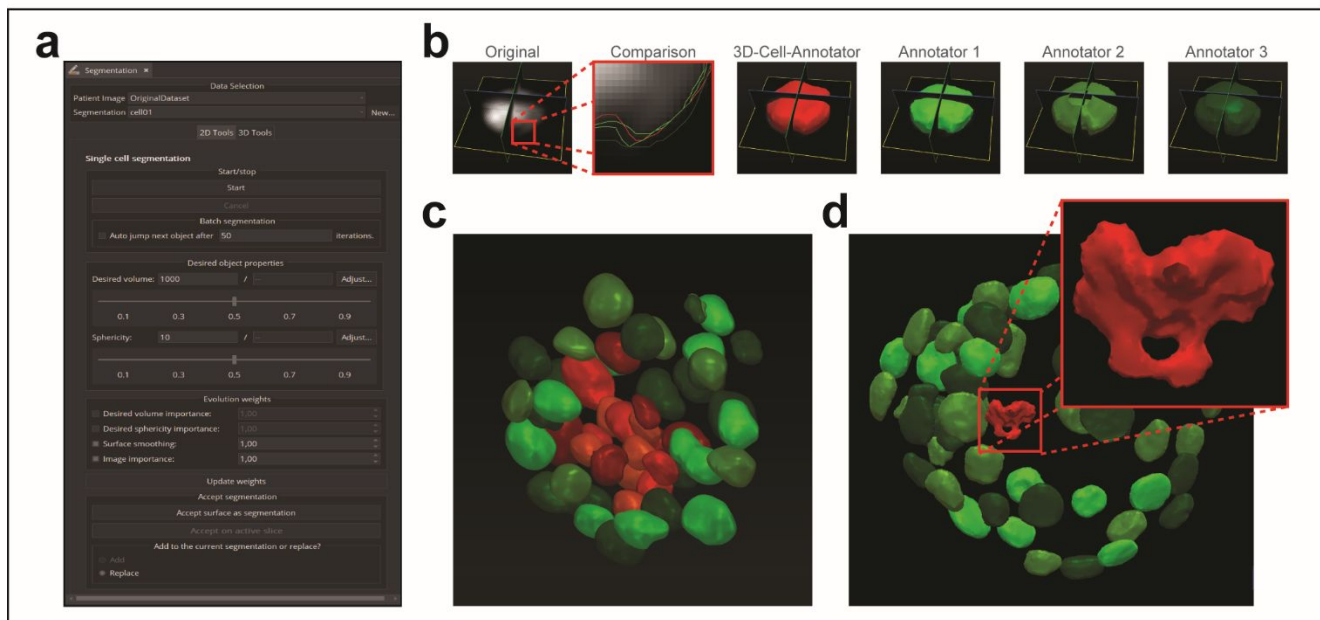 a
Segmentation
Data Selection
Patient Image OriginalDataset
Segmentation cell01 New...
2D Tools 3D Tools
Single cell segmentation
Start/stop
Start
Cancel
Batch segmentation
Auto jump next object after 50 iterations.
Desired object properties
Desired volume: 1000 / -- Adjust...
0.1 0.3 0.5 0.7 0.9
Sphericity: 10 / -- Adjust...
0.1 0.3 0.5 0.7 0.9
Evolution weights
Desired volume importance: 1,00
Desired sphericity importance: 1,00
Surface smoothing: 1,00
Image importance: 1,00
Update weights
Accept segmentation
Accept surface as segmentation
Accept on active slice
Add to the current segmentation or replace?
Add
Replace
b
Original Comparison 3D-Cell-Annotator Annotator 1 Annotator 2 Annotator 3
c
d